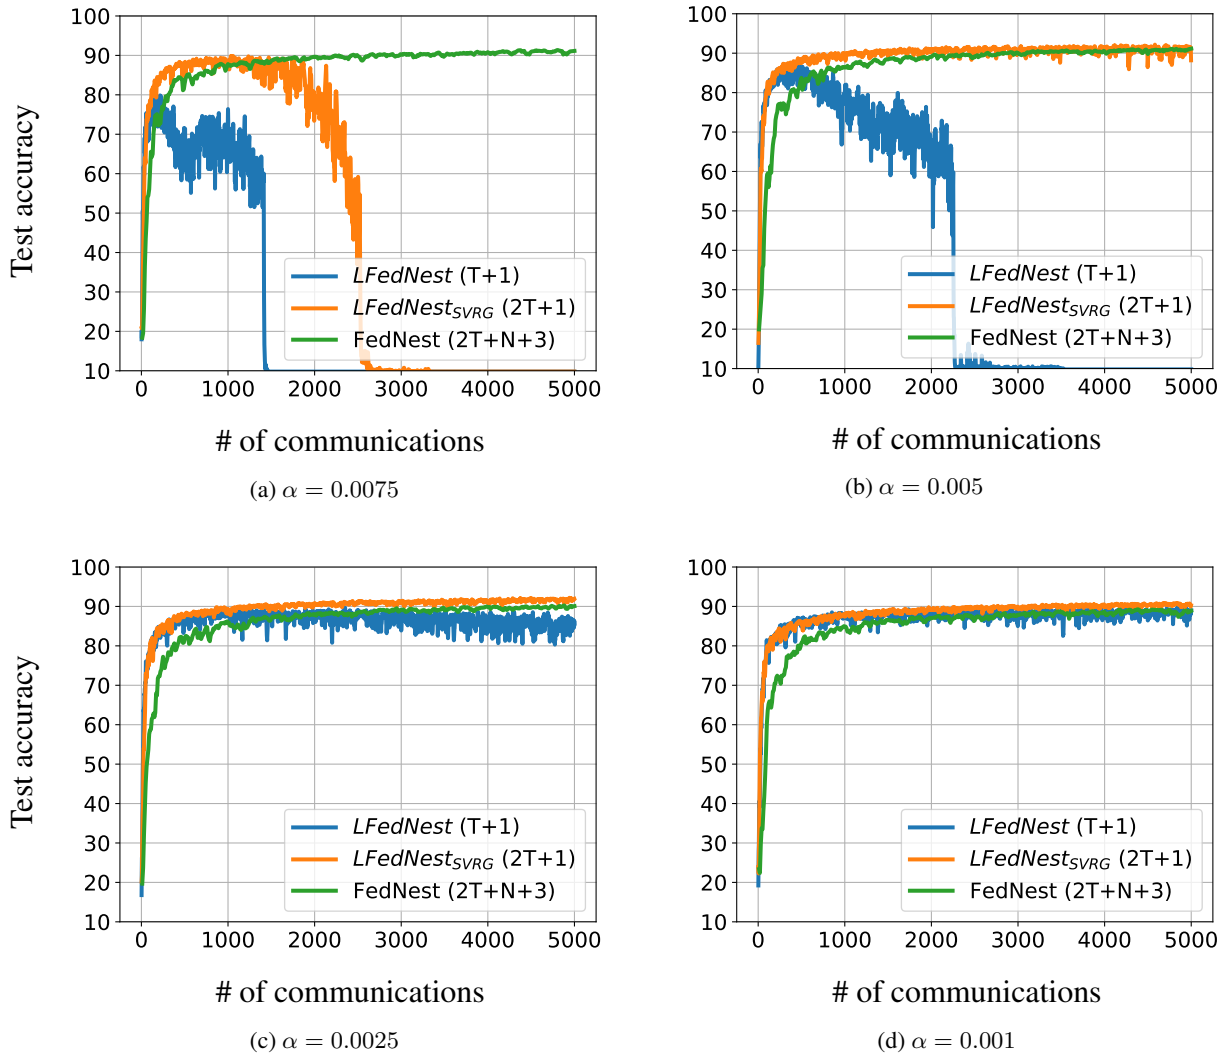 100
90
80
70
60
50
40
30
20
10
0 1000 2000 3000 4000 5000
Test accuracy
# of communications
LFedNest (T+1)
LFedNest_SVRG (2T+1)
FedNest (2T+N+3)
(a) α = 0.0075
100
90
80
70
60
50
40
30
20
10
0 1000 2000 3000 4000 5000
# of communications
LFedNest (T+1)
LFedNest_SVRG (2T+1)
FedNest (2T+N+3)
(b) α = 0.005
100
90
80
70
60
50
40
30
20
10
0 1000 2000 3000 4000 5000
Test accuracy
# of communications
LFedNest (T+1)
LFedNest_SVRG (2T+1)
FedNest (2T+N+3)
(c) α = 0.0025
100
90
80
70
60
50
40
30
20
10
0 1000 2000 3000 4000 5000
# of communications
LFedNest (T+1)
LFedNest_SVRG (2T+1)
FedNest (2T+N+3)
(d) α = 0.001